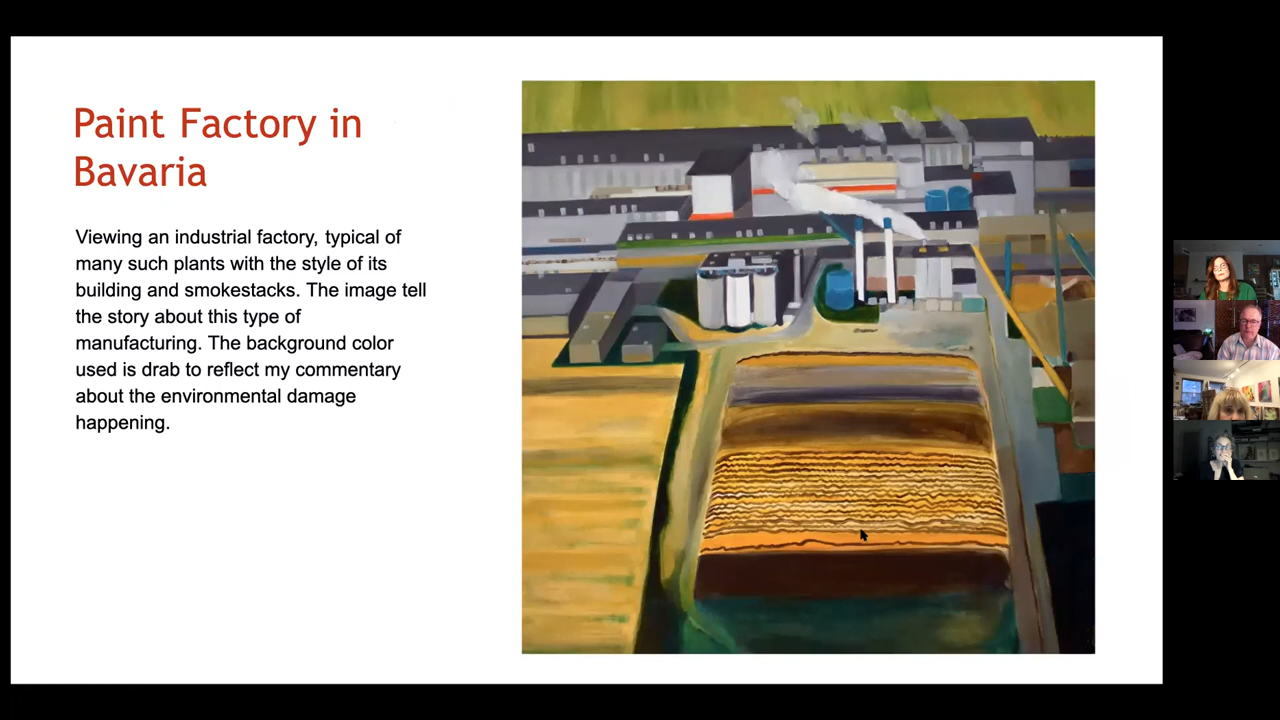 Paint Factory in
Bavaria
Viewing an industrial factory, typical of
many such plants with the style of its
building and smokestacks. The image tell
the story about this type of
manufacturing. The background color
used is drab to reflect my commentary
about the environmental damage
happening.